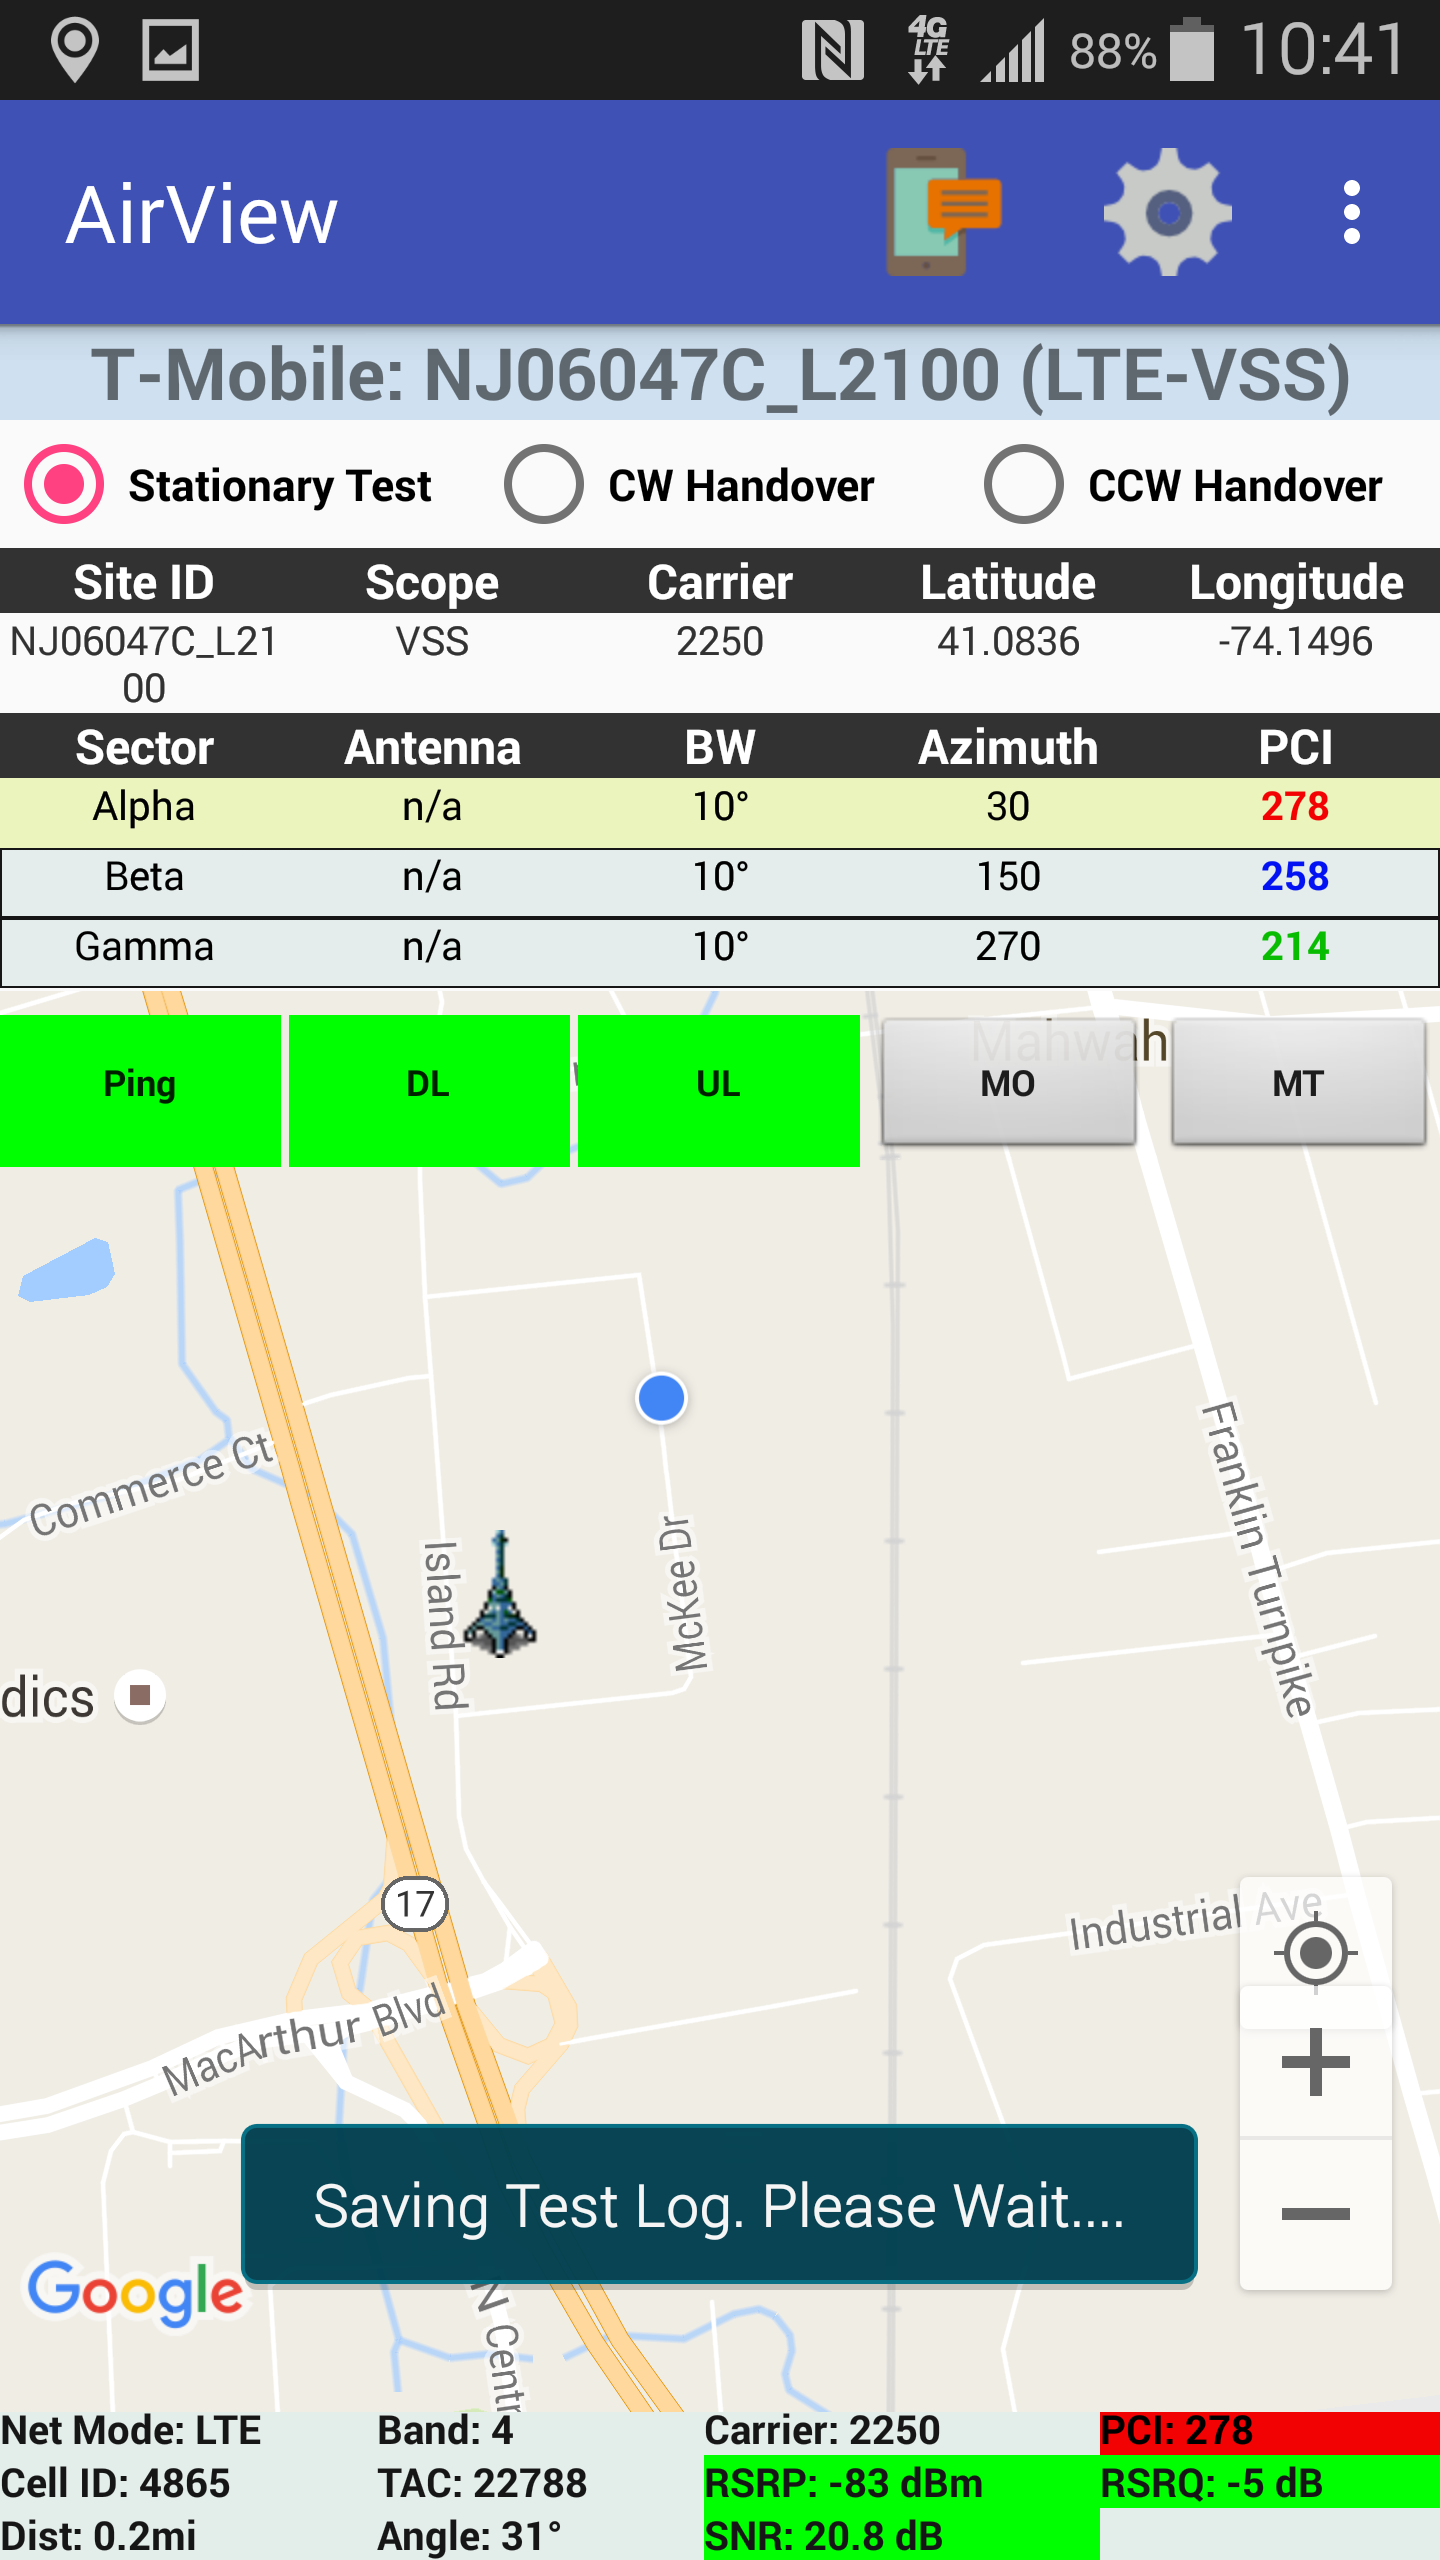 4G LTE 88% 10:41
AirView
T-Mobile: NJ06047C_L2100 (LTE-VSS)
Stationary Test CW Handover CCW Handover
Site ID Scope Carrier Latitude Longitude
NJ06047C_L21 VSS 2250 41.0836 -74.1496
00
Sector Antenna BW Azimuth PCI
Alpha n/a 10° 30 278
Beta n/a 10° 150 258
Gamma n/a 10° 270 214
Mahwah
Ping DL UL MO MT
Commerce Ct
Franklin Turnpike
Island Rd
McKee Dr
dics
17
Industrial Ave
MacArthur Blvd
Saving Test Log. Please Wait....
Google
N Centr
Net Mode: LTE Band: 4 Carrier: 2250 PCI: 278
Cell ID: 4865 TAC: 22788 RSRP: -83 dBm RSRQ: -5 dB
Dist: 0.2mi Angle: 31° SNR: 20.8 dB